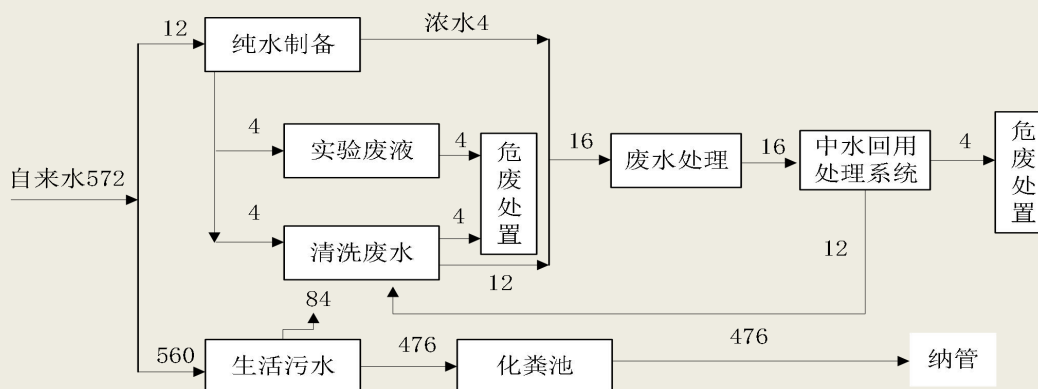 12
纯水制备
浓水4
4
实验废液
4
危废处置
自来水572
16
废水处理
16
中水回用
处理系统
4
危废处置
4
清洗废水
4
12
12
84
560
生活污水
476
化粪池
476
纳管